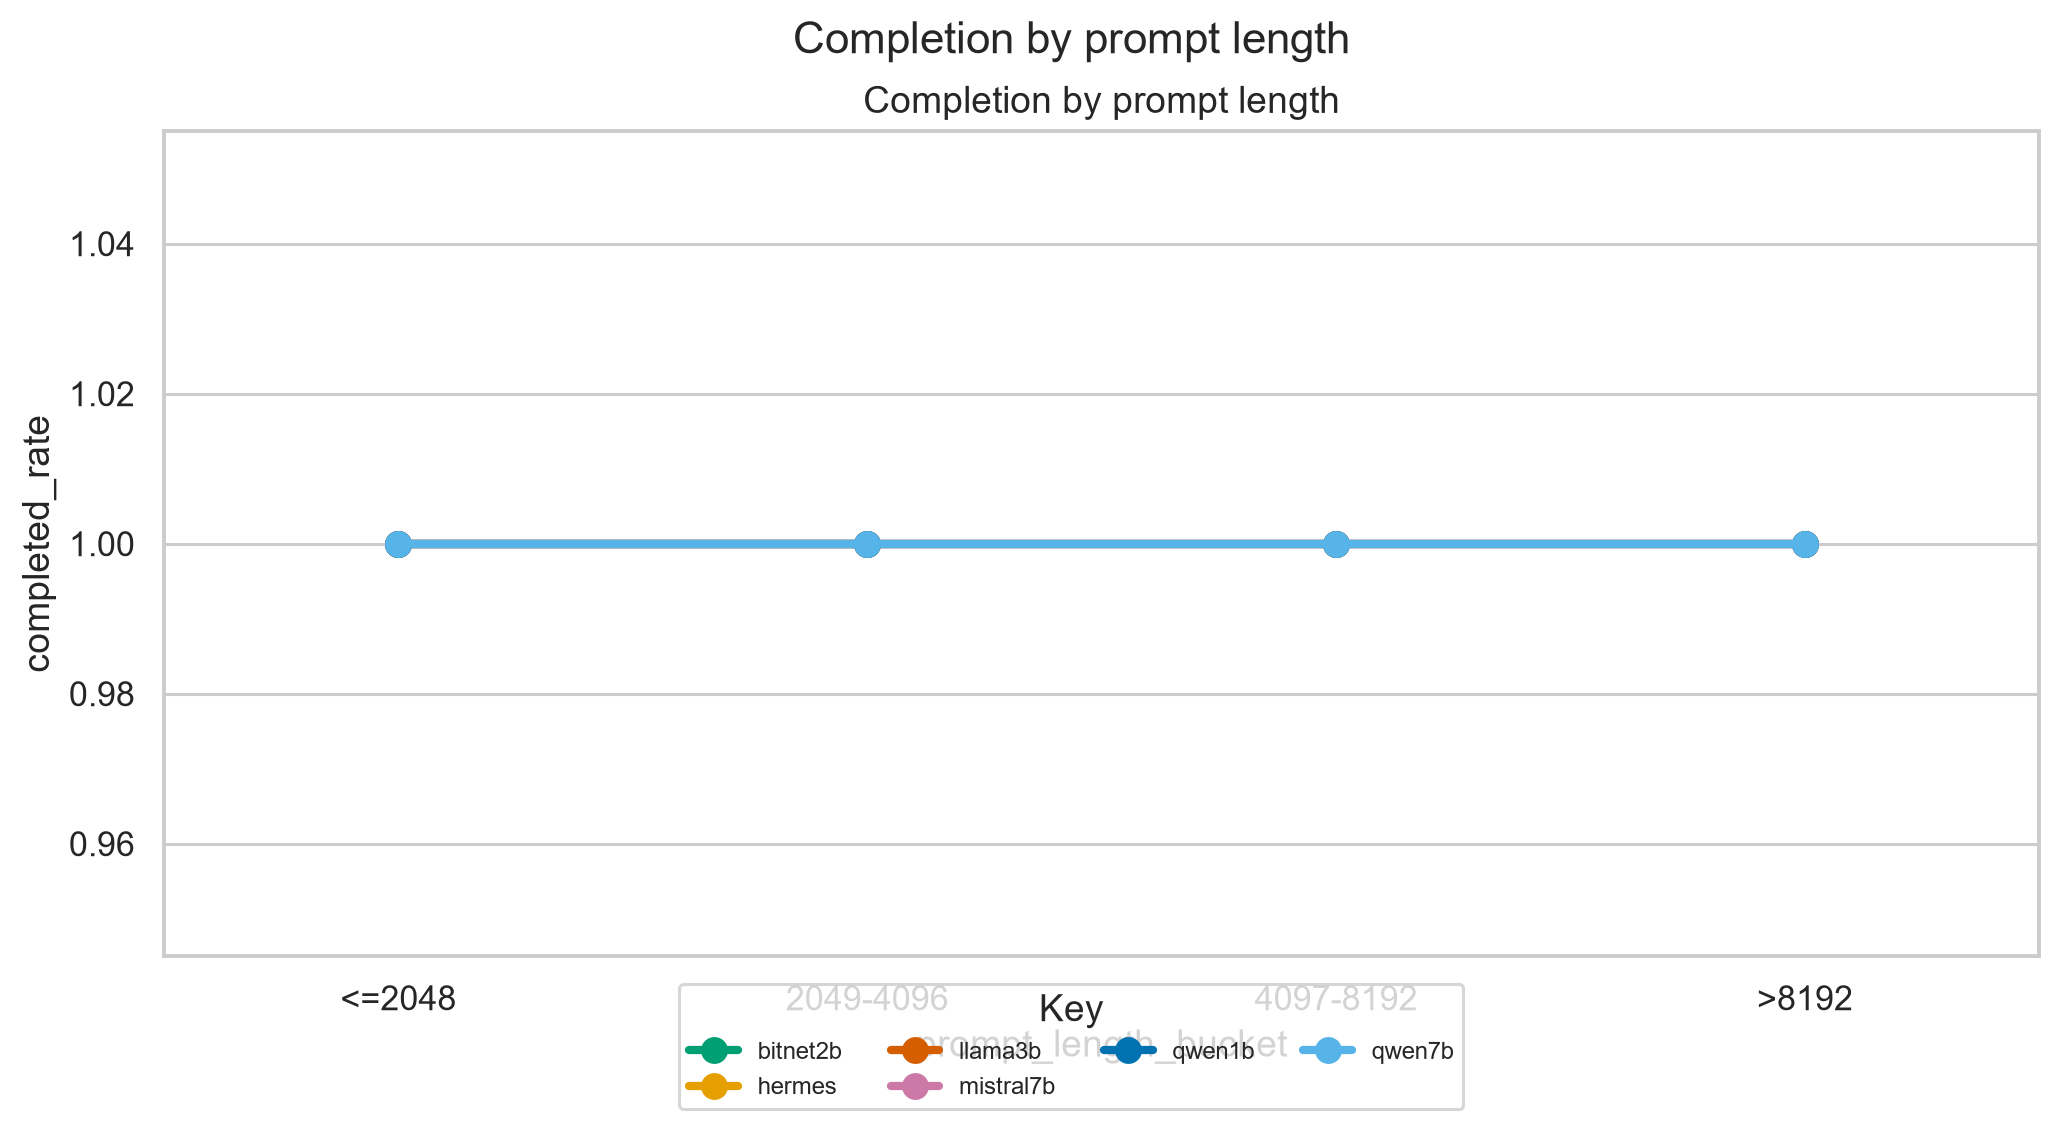 Completion by prompt length
Completion by prompt length
1.04
1.02
1.00
0.98
0.96
completed_rate
<=2048 2049-4096 4097-8192 >8192
prompt_length_bucket
Key
bitnet2b llama3b qwen1b qwen7b
hermes mistral7b